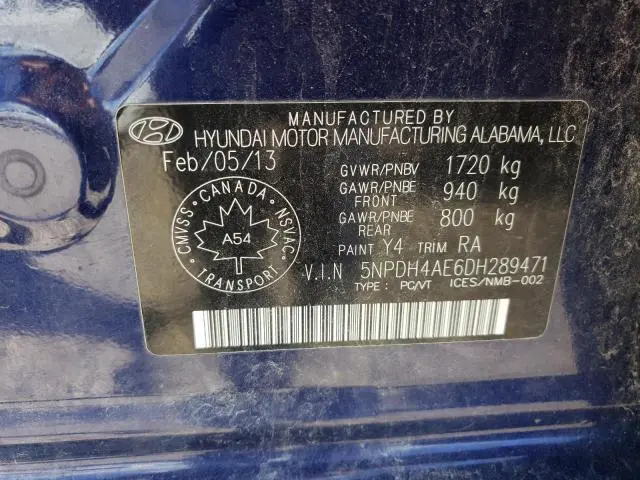 MANUFACTURED BY
HYUNDAI MOTOR MANUFACTURING ALABAMA, LLC
Feb/05/13
GVWR/PNBV 1720 kg
GAWR/PNBE FRONT 940 kg
GAWR/PNBE REAR 800 kg
PAINT Y4 TRIM RA
CANADA
CMVSS
NSVAC
A54
TRANSPORT
V.I.N 5NPDH4AE6DH289471
TYPE: PC/VT ICES/NMB-002